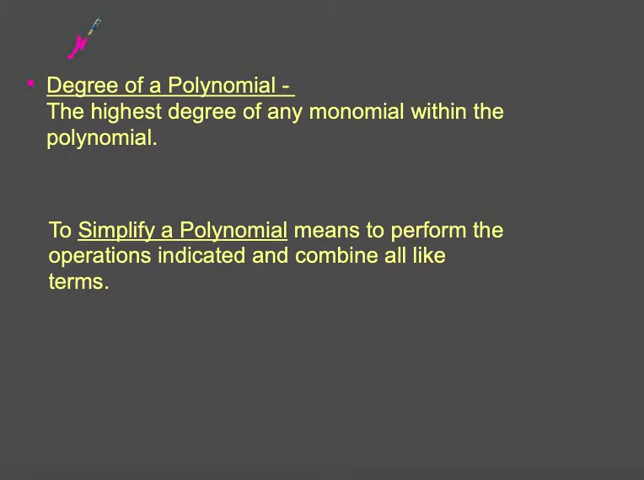 Degree of a Polynomial -
The highest degree of any monomial within the
polynomial.
To Simplify a Polynomial means to perform the
operations indicated and combine all like
terms.